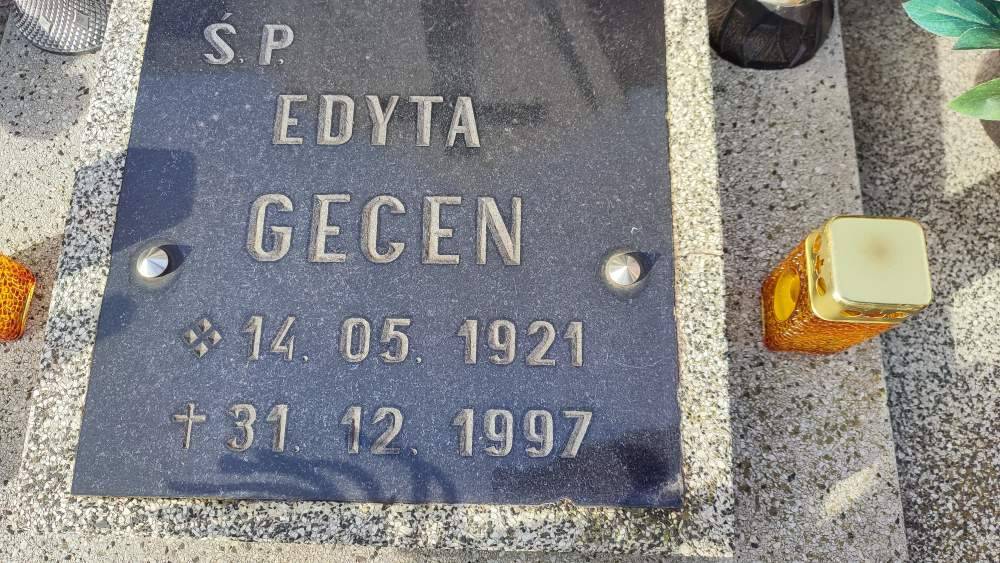 Ś.P.
EDYTA
GECEN
14. 05. 1921
✝ 31. 12. 1997